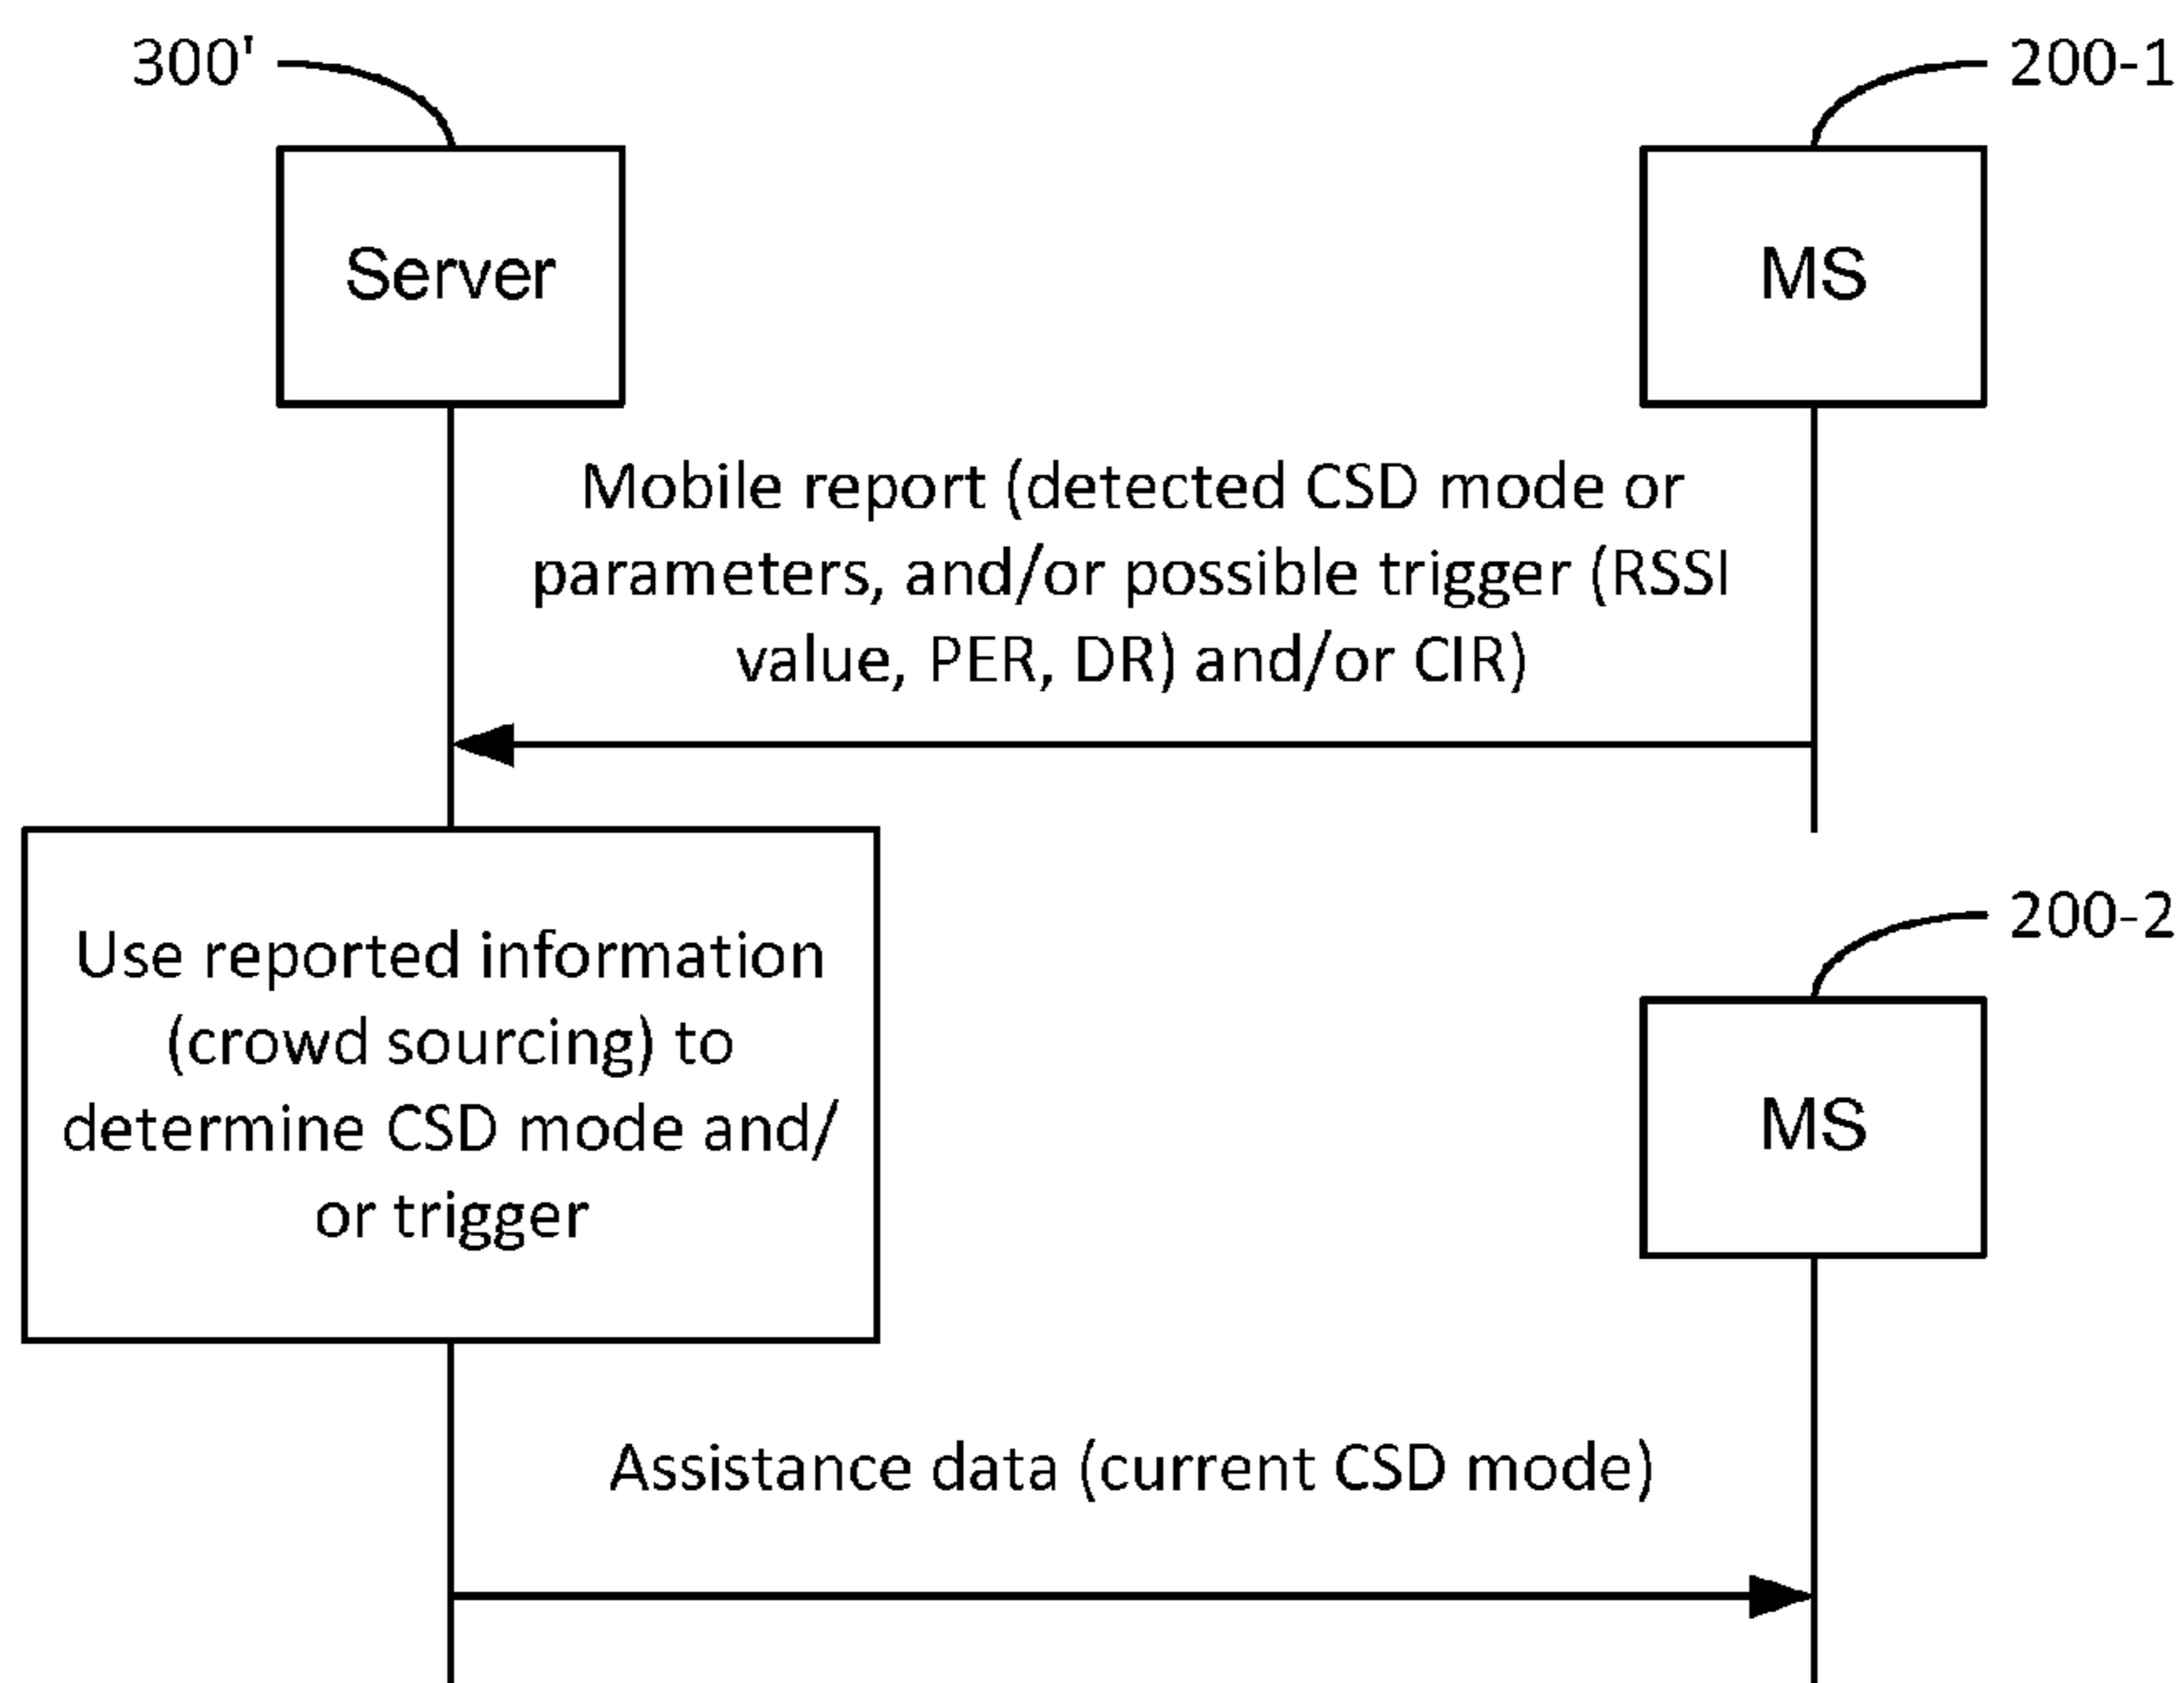 300'
200-1
Server
MS
Mobile report (detected CSD mode or
parameters, and/or possible trigger (RSSI
value, PER, DR) and/or CIR)
200-2
Use reported information
(crowd sourcing) to
determine CSD mode and/
or trigger
MS
Assistance data (current CSD mode)